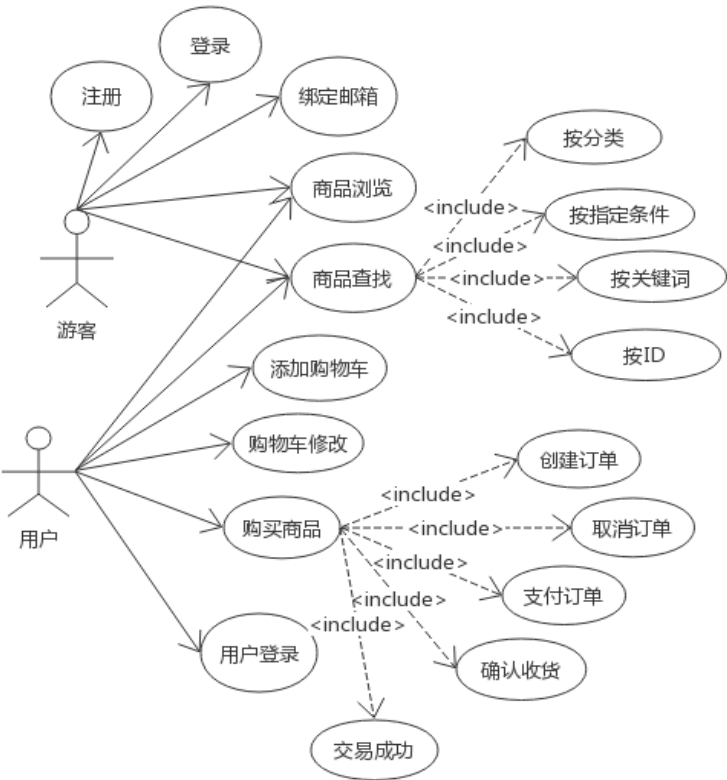 登录
注册
绑定邮箱
按分类
商品浏览
<include>
按指定条件
<include>
商品查找
<include>
按关键词
<include>
游客
按ID
添加购物车
购物车修改
创建订单
<include>
用户
购买商品
<include>
取消订单
<include>
支付订单
<include>
<include>
用户登录
确认收货
交易成功